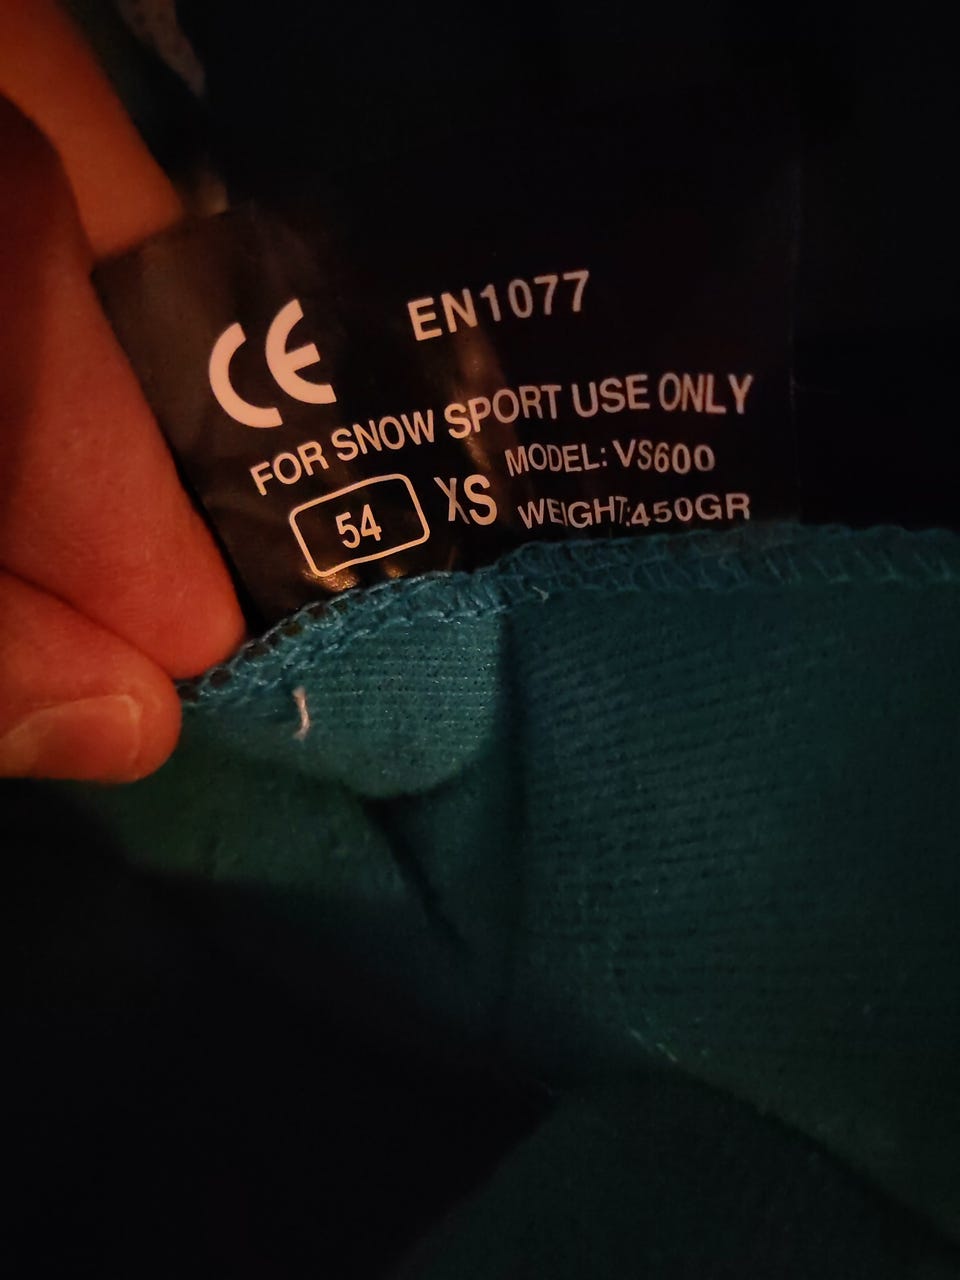 CE EN1077
FOR SNOW SPORT USE ONLY
54 XS MODEL: VS600
WEIGHT:450GR